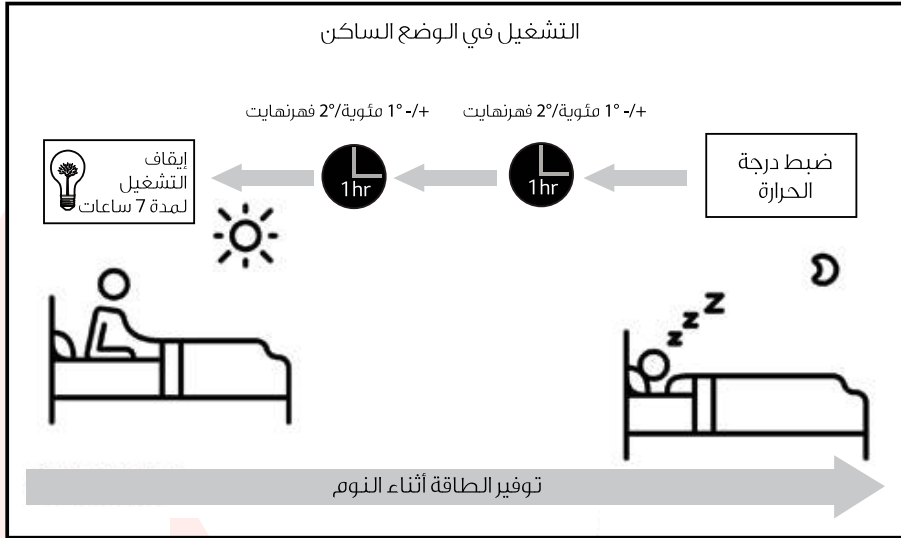 التشغيل في الوضع الساكن
+/- 1° مئوية/2° فهرنهايت
+/- 1° مئوية/2° فهرنهايت
ضبط درجة
الحرارة
1hr
1hr
إيقاف
التشغيل
لمدة 7 ساعات
z z z
توفير الطاقة أثناء النوم